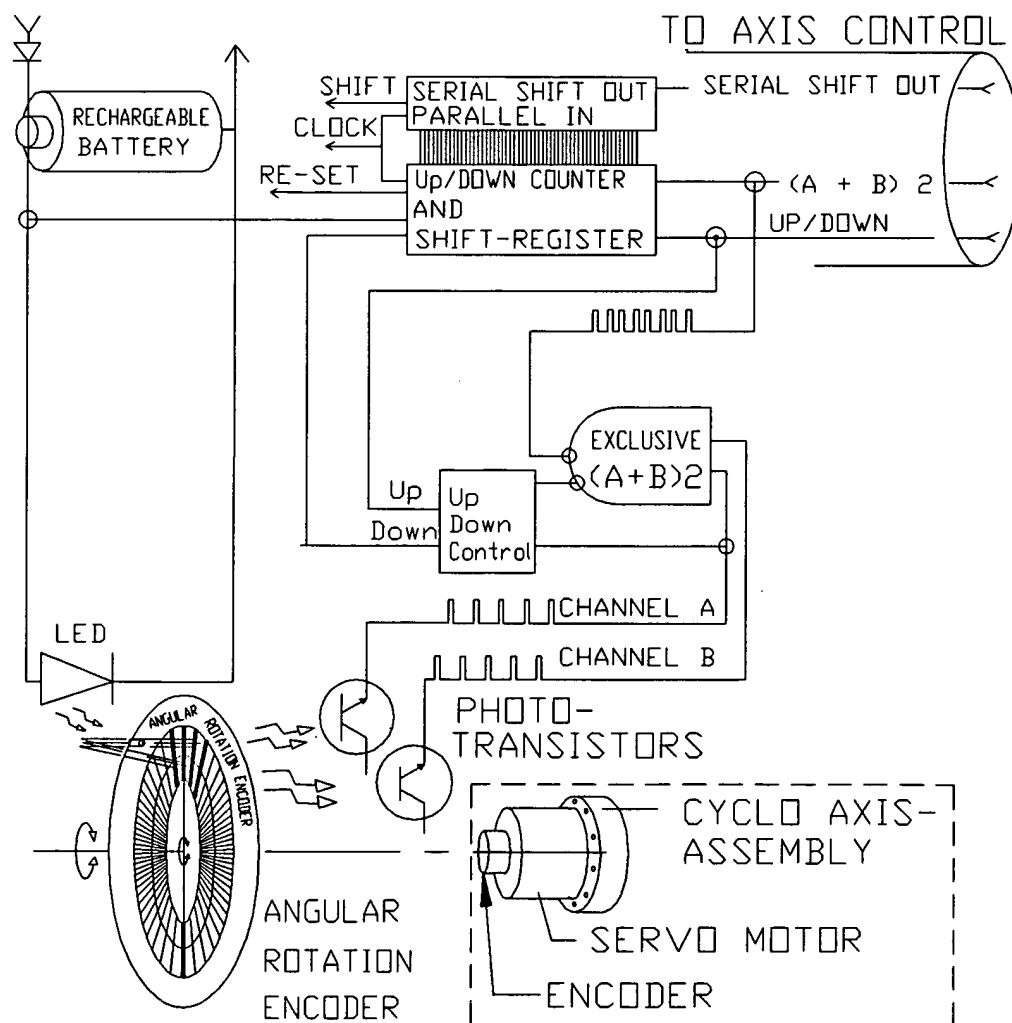 TO AXIS CONTROL
SHIFT
SERIAL SHIFT OUT
PARALLEL IN
SERIAL SHIFT OUT
RECHARGEABLE
BATTERY
CLOCK
RE-SET
Up/DOWN COUNTER
AND
SHIFT-REGISTER
(A + B) 2
UP/DOWN
EXCLUSIVE
(A+B)2
Up
Down
Up
Down
Control
CHANNEL A
CHANNEL B
LED
PHOTO-
TRANSISTORS
ANGULAR ROTATION ENCODER
CYCLO AXIS-
ASSEMBLY
SERVO MOTOR
ENCODER
ANGULAR
ROTATION
ENCODER